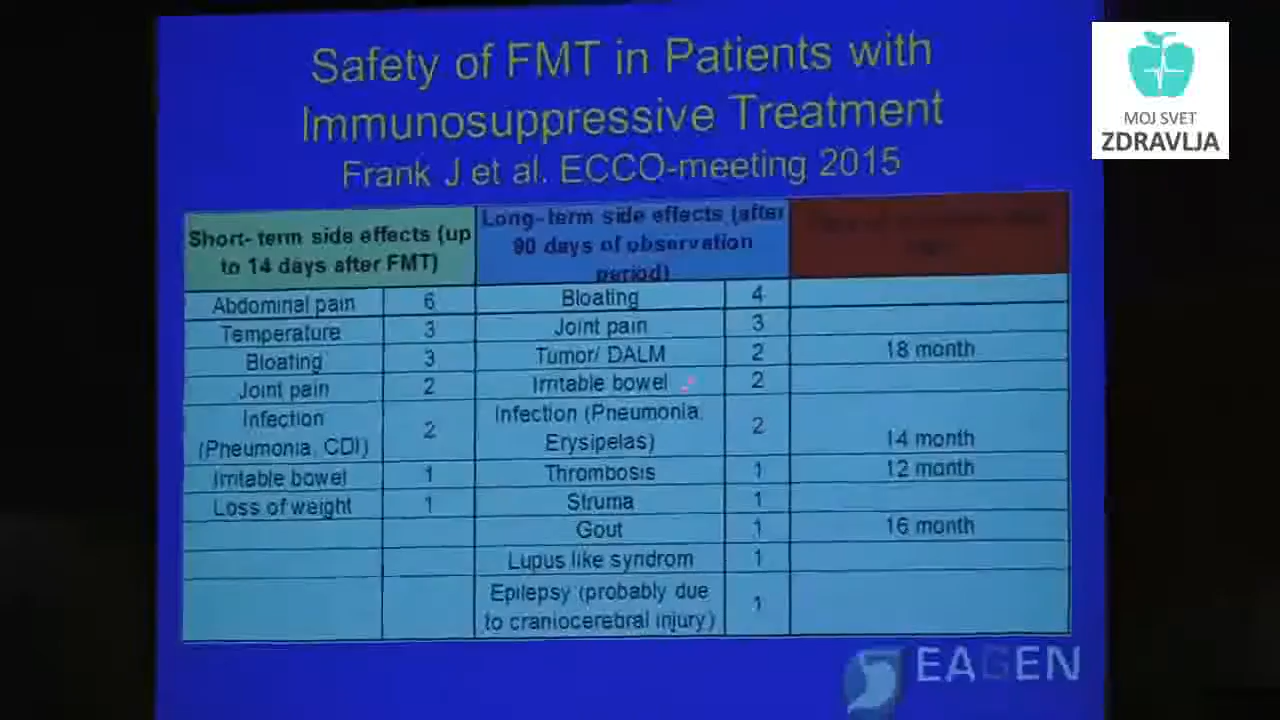 Safety of FMT in Patients with
Immunosuppressive Treatment
Frank J et al. ECCO-meeting 2015
MOJ SVET
ZDRAVLJA
Short- term side effects (up
to 14 days after FMT)
Long-term side effects (after
90 days of observation
period)
Abdominal pain 6
Temperature 3
Bloating 3
Joint pain 2
Infection
(Pneumonia, CDI) 2
Irritable bowel 1
Loss of weight 1
Bloating 4
Joint pain 3
Tumor/ DALM 2 18 month
Irritable bowel 2
Infection (Pneumonia,
Erysipelas) 2 14 month
Thrombosis 1 12 month
Struma 1
Gout 1 16 month
Lupus like syndrom 1
Epilepsy (probably due
to craniocerebral injury) 1
EAGEN